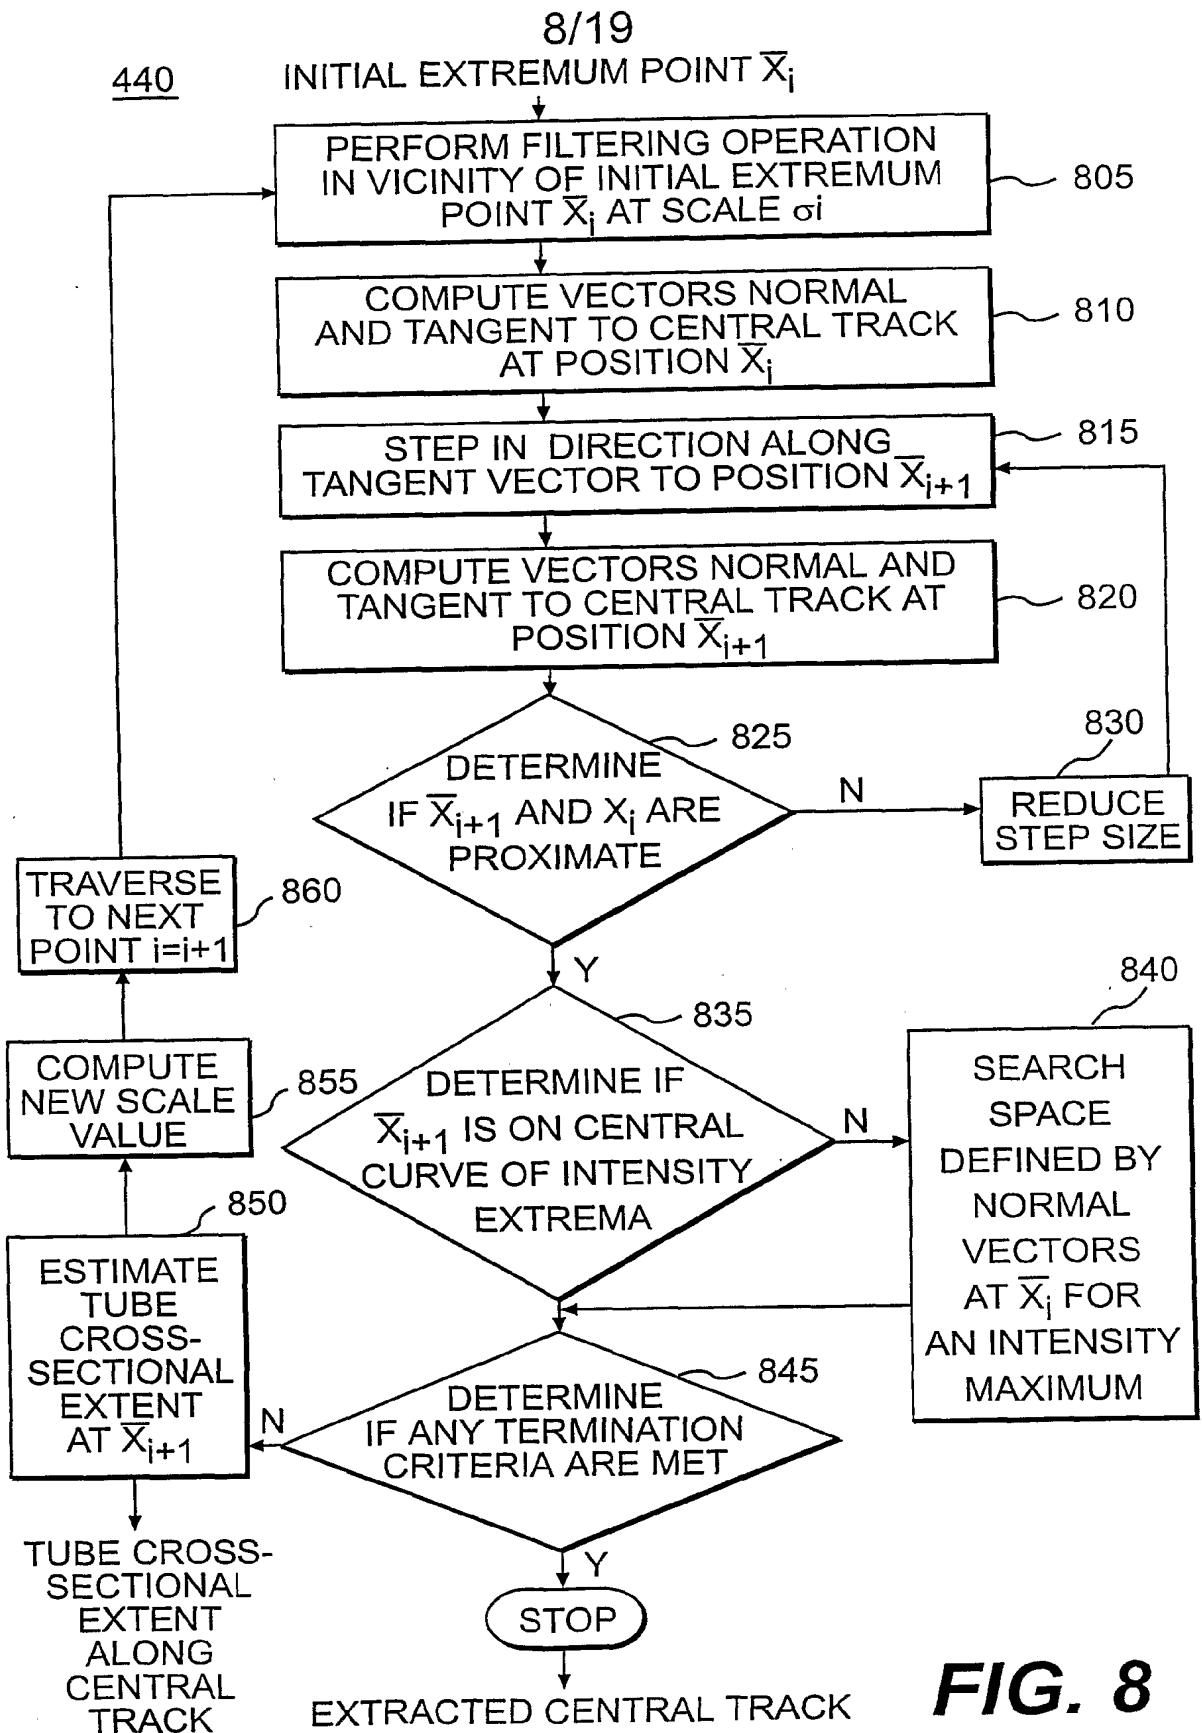 8/19
440
INITIAL EXTREMUM POINT X̅i
PERFORM FILTERING OPERATION
IN VICINITY OF INITIAL EXTREMUM
POINT X̅i AT SCALE σi
805
COMPUTE VECTORS NORMAL
AND TANGENT TO CENTRAL TRACK
AT POSITION X̅i
810
STEP IN DIRECTION ALONG
TANGENT VECTOR TO POSITION X̅i+1
815
COMPUTE VECTORS NORMAL AND
TANGENT TO CENTRAL TRACK AT
POSITION X̅i+1
820
825
DETERMINE
IF X̅i+1 AND Xi ARE
PROXIMATE
N
830
REDUCE
STEP SIZE
Y
835
DETERMINE IF
X̅i+1 IS ON CENTRAL
CURVE OF INTENSITY
EXTREMA
N
840
SEARCH
SPACE
DEFINED BY
NORMAL
VECTORS
AT X̅i FOR
AN INTENSITY
MAXIMUM
845
DETERMINE
IF ANY TERMINATION
CRITERIA ARE MET
N
Y
STOP
EXTRACTED CENTRAL TRACK
850
ESTIMATE
TUBE
CROSS-
SECTIONAL
EXTENT
AT X̅i+1
TUBE CROSS-
SECTIONAL
EXTENT
ALONG
CENTRAL
TRACK
855
COMPUTE
NEW SCALE
VALUE
860
TRAVERSE
TO NEXT
POINT i=i+1
FIG. 8